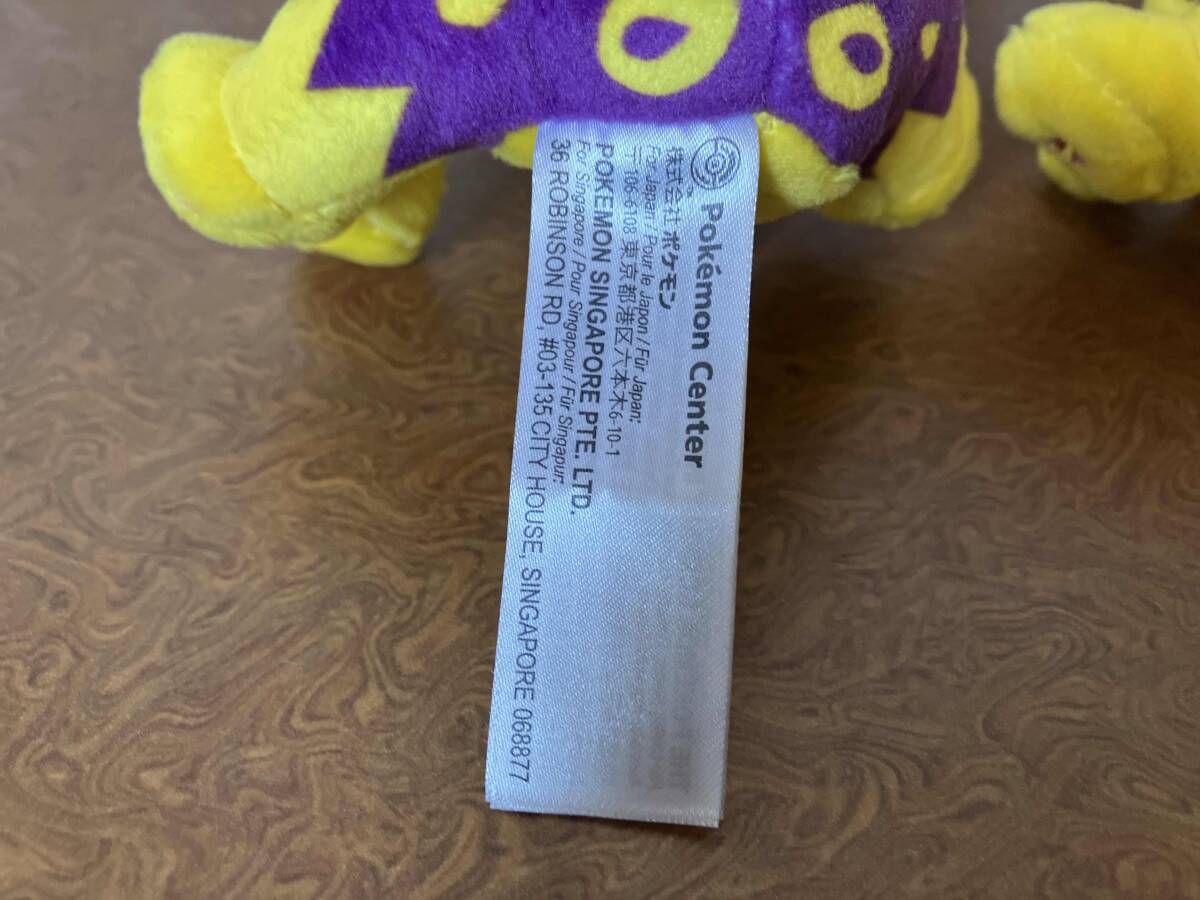 Pokémon Center
株式会社ポケモン
For Japan / Pour le Japon / Für Japan:
〒106-6108 東京都港区六本木6-10-1
POKEMON SINGAPORE PTE. LTD.
For Singapore / Pour Singapour / Für Singapur:
36 ROBINSON RD, #03-135 CITY HOUSE, SINGAPORE 068877